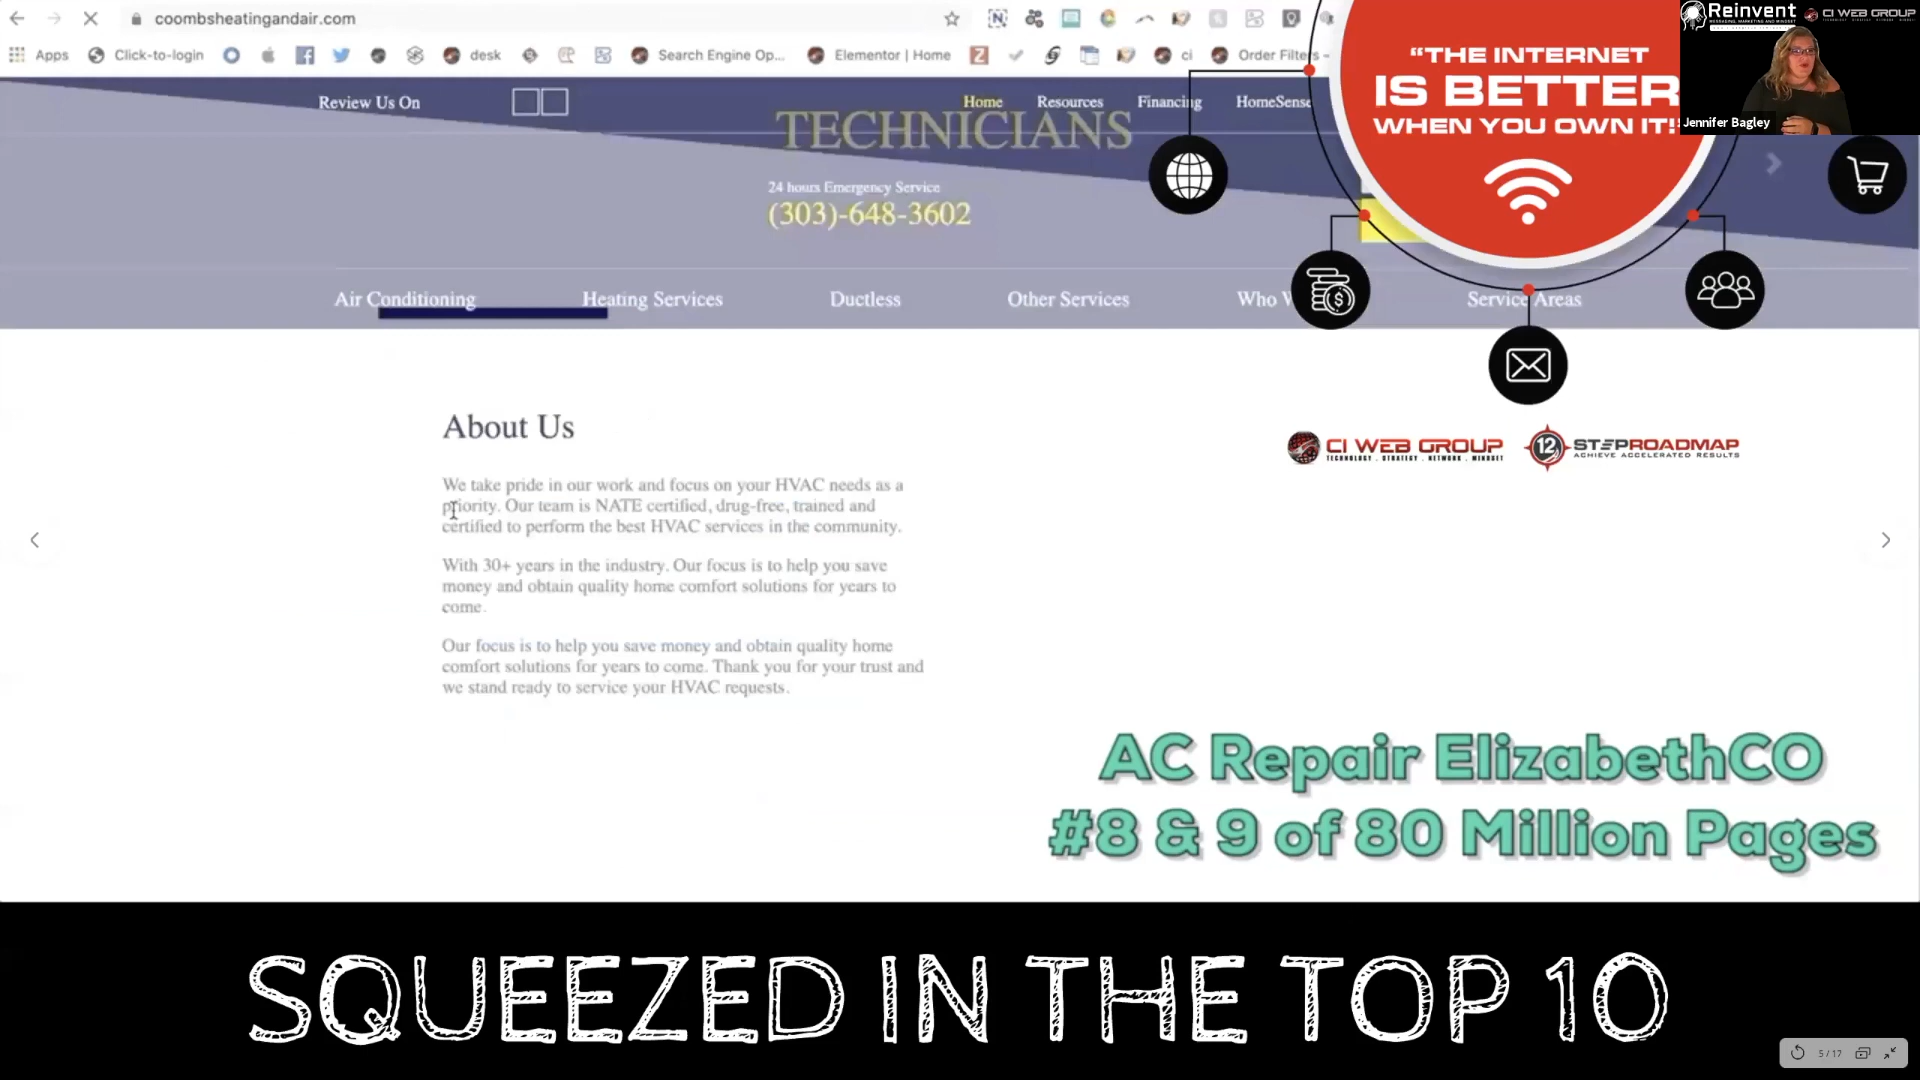 coombsheatingandair.com
Apps
Click-to-login
desk
Search Engine Op...
Elementor | Home
ci
Order Filters -
Reinvent
CI WEB GROUP
Jennifer Bagley
"THE INTERNET
IS BETTER
WHEN YOU OWN IT!
Review Us On
Home
Resources
Financing
HomeSense
TECHNICIANS
24 hours Emergency Service
(303)-648-3602
Air Conditioning
Heating Services
Ductless
Other Services
Who W
Service Areas
About Us
We take pride in our work and focus on your HVAC needs as a
priority. Our team is NATE certified, drug-free, trained and
certified to perform the best HVAC services in the community.
With 30+ years in the industry. Our focus is to help you save
money and obtain quality home comfort solutions for years to
come.
Our focus is to help you save money and obtain quality home
comfort solutions for years to come. Thank you for your trust and
we stand ready to service your HVAC requests.
CI WEB GROUP
TECHNOLOGY . STRATEGY . NETWORK . MINDSET
12 STEPROADMAP
ACHIEVE ACCELERATED RESULTS
AC Repair ElizabethCO
#8 & 9 of 80 Million Pages
SQUEEZED IN THE TOP 10
5 / 17